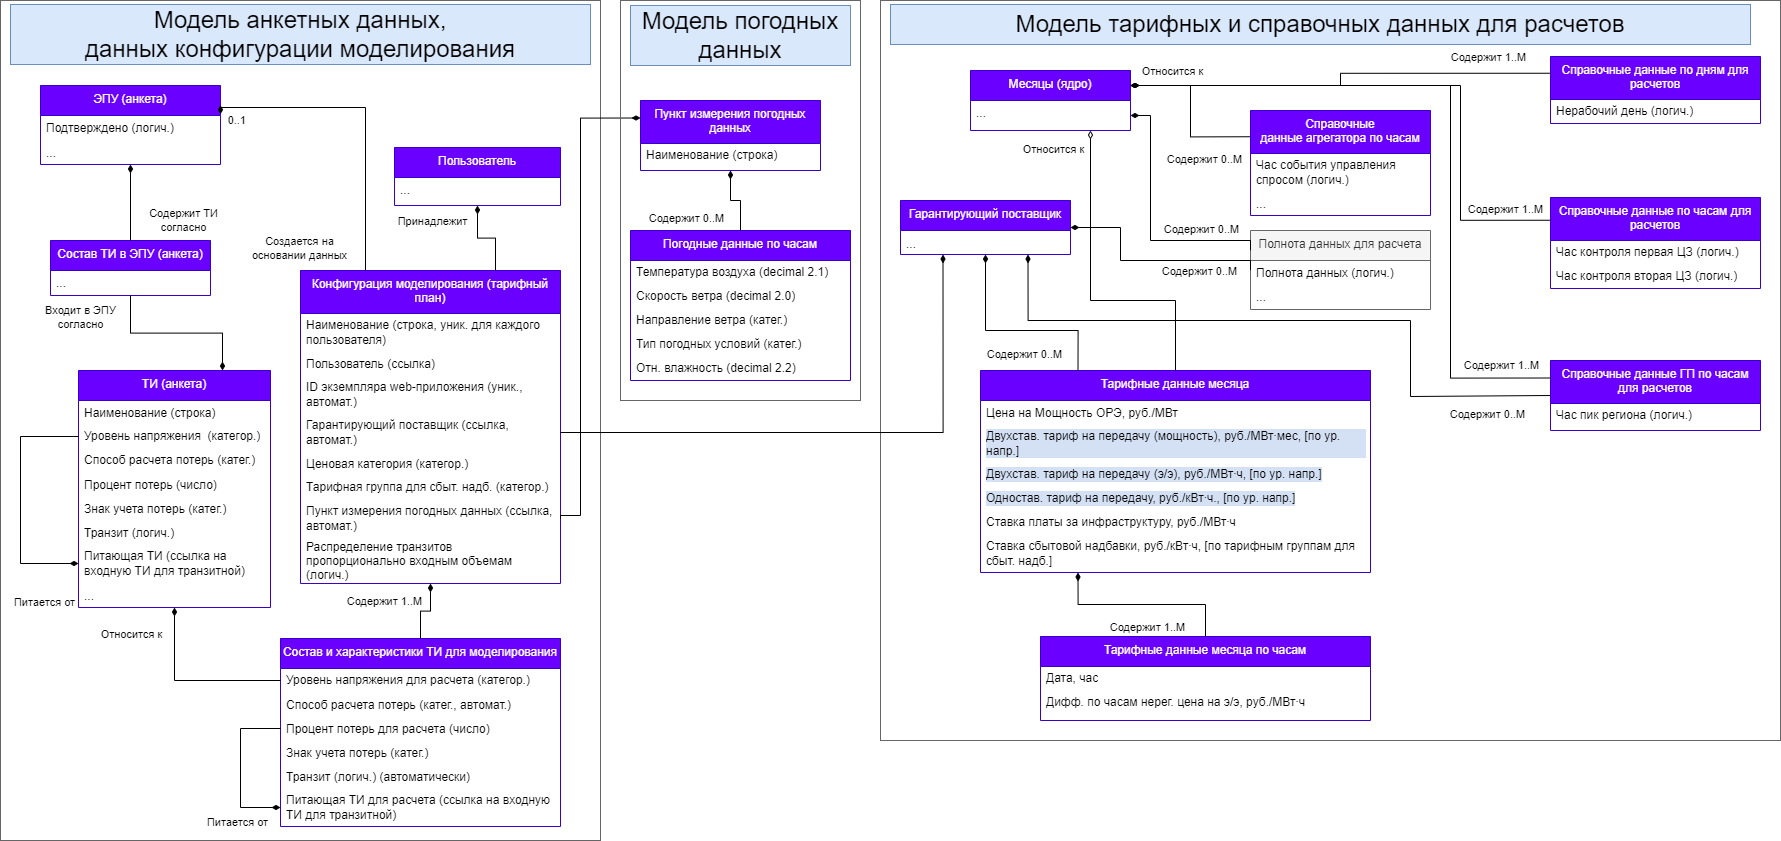 Модель анкетных данных,
данных конфигурации моделирования
ЭПУ (анкета)
Подтверждено (логич.)
...
0..1
Содержит ТИ
согласно
Состав ТИ в ЭПУ (анкета)
...
Входит в ЭПУ
согласно
ТИ (анкета)
Наименование (строка)
Уровень напряжения (категор.)
Способ расчета потерь (катег.)
Процент потерь (число)
Знак учета потерь (катег.)
Транзит (логич.)
Питающая ТИ (ссылка на
входную ТИ для транзитной)
...
Питается от
Относится к
Пользователь
...
Принадлежит
Создается на
основании данных
Конфигурация моделирования (тарифный
план)
Наименование (строка, уник. для каждого
пользователя)
Пользователь (ссылка)
ID экземпляра web-приложения (уник.,
автомат.)
Гарантирующий поставщик (ссылка,
автомат.)
Ценовая категория (категор.)
Тарифная группа для сбыт. надб. (категор.)
Пункт измерения погодных данных (ссылка,
автомат.)
Распределение транзитов
пропорционально входным объемам
(логич.)
Содержит 1..М
Состав и характеристики ТИ для моделирования
Уровень напряжения для расчета (категор.)
Способ расчета потерь (катег., автомат.)
Процент потерь для расчета (число)
Знак учета потерь (катег.)
Транзит (логич.) (автоматически)
Питающая ТИ для расчета (ссылка на входную
ТИ для транзитной)
Питается от
Модель погодных
данных
Пункт измерения погодных
данных
Наименование (строка)
Содержит 0..М
Погодные данные по часам
Температура воздуха (decimal 2.1)
Скорость ветра (decimal 2.0)
Направление ветра (катег.)
Тип погодных условий (катег.)
Отн. влажность (decimal 2.2)
Модель тарифных и справочных данных для расчетов
Месяцы (ядро)
...
Относится к
Содержит 1..М
Справочные данные по дням для
расчетов
Нерабочий день (логич.)
Справочные
данные агрегатора по часам
Час события управления
спросом (логич.)
...
Содержит 0..М
Относится к
Гарантирующий поставщик
...
Содержит 0..М
Полнота данных для расчета
Полнота данных (логич.)
...
Содержит 0..М
Содержит 1..М
Справочные данные по часам для
расчетов
Час контроля первая ЦЗ (логич.)
Час контроля вторая ЦЗ (логич.)
Содержит 0..М
Содержит 1..М
Справочные данные ГП по часам
для расчетов
Час пик региона (логич.)
Содержит 0..М
Тарифные данные месяца
Цена на Мощность ОРЭ, руб./МВт
Двухстав. тариф на передачу (мощность), руб./МВт·мес, [по ур.
напр.]
Двухстав. тариф на передачу (э/э), руб./МВт·ч, [по ур. напр.]
Одностав. тариф на передачу, руб./кВт·ч., [по ур. напр.]
Ставка платы за инфраструктуру, руб./МВт·ч
Ставка сбытовой надбавки, руб./кВт·ч, [по тарифным группам для
сбыт. надб.]
Содержит 1..М
Тарифные данные месяца по часам
Дата, час
Дифф. по часам нерег. цена на э/э, руб./МВт·ч